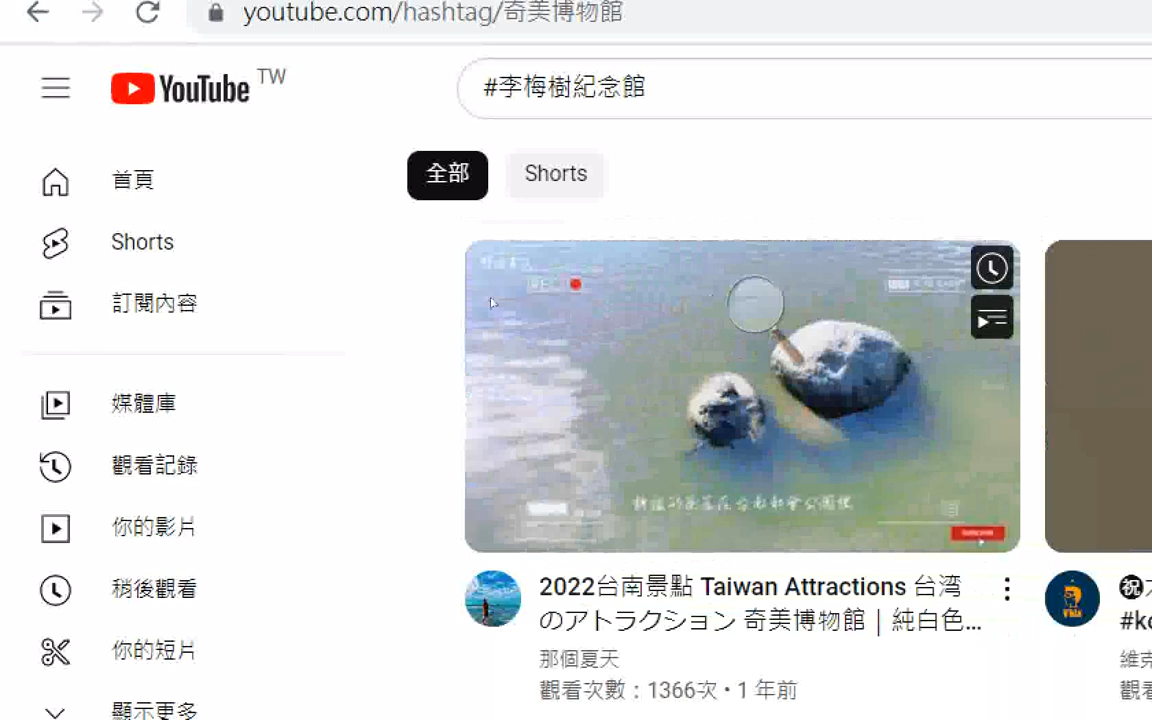 youtube.com/hashtag/奇美博物館
YouTube TW
#李梅樹紀念館
全部
Shorts
首頁
Shorts
訂閱內容
媒體庫
觀看記錄
你的影片
稍後觀看
你的短片
顯示更多
REC
2022台南景點 Taiwan Attractions 台湾
のアトラクション 奇美博物館｜純白色...
那個夏天
觀看次數：1366次 • 1 年前
㊗
#ko
維克
觀看